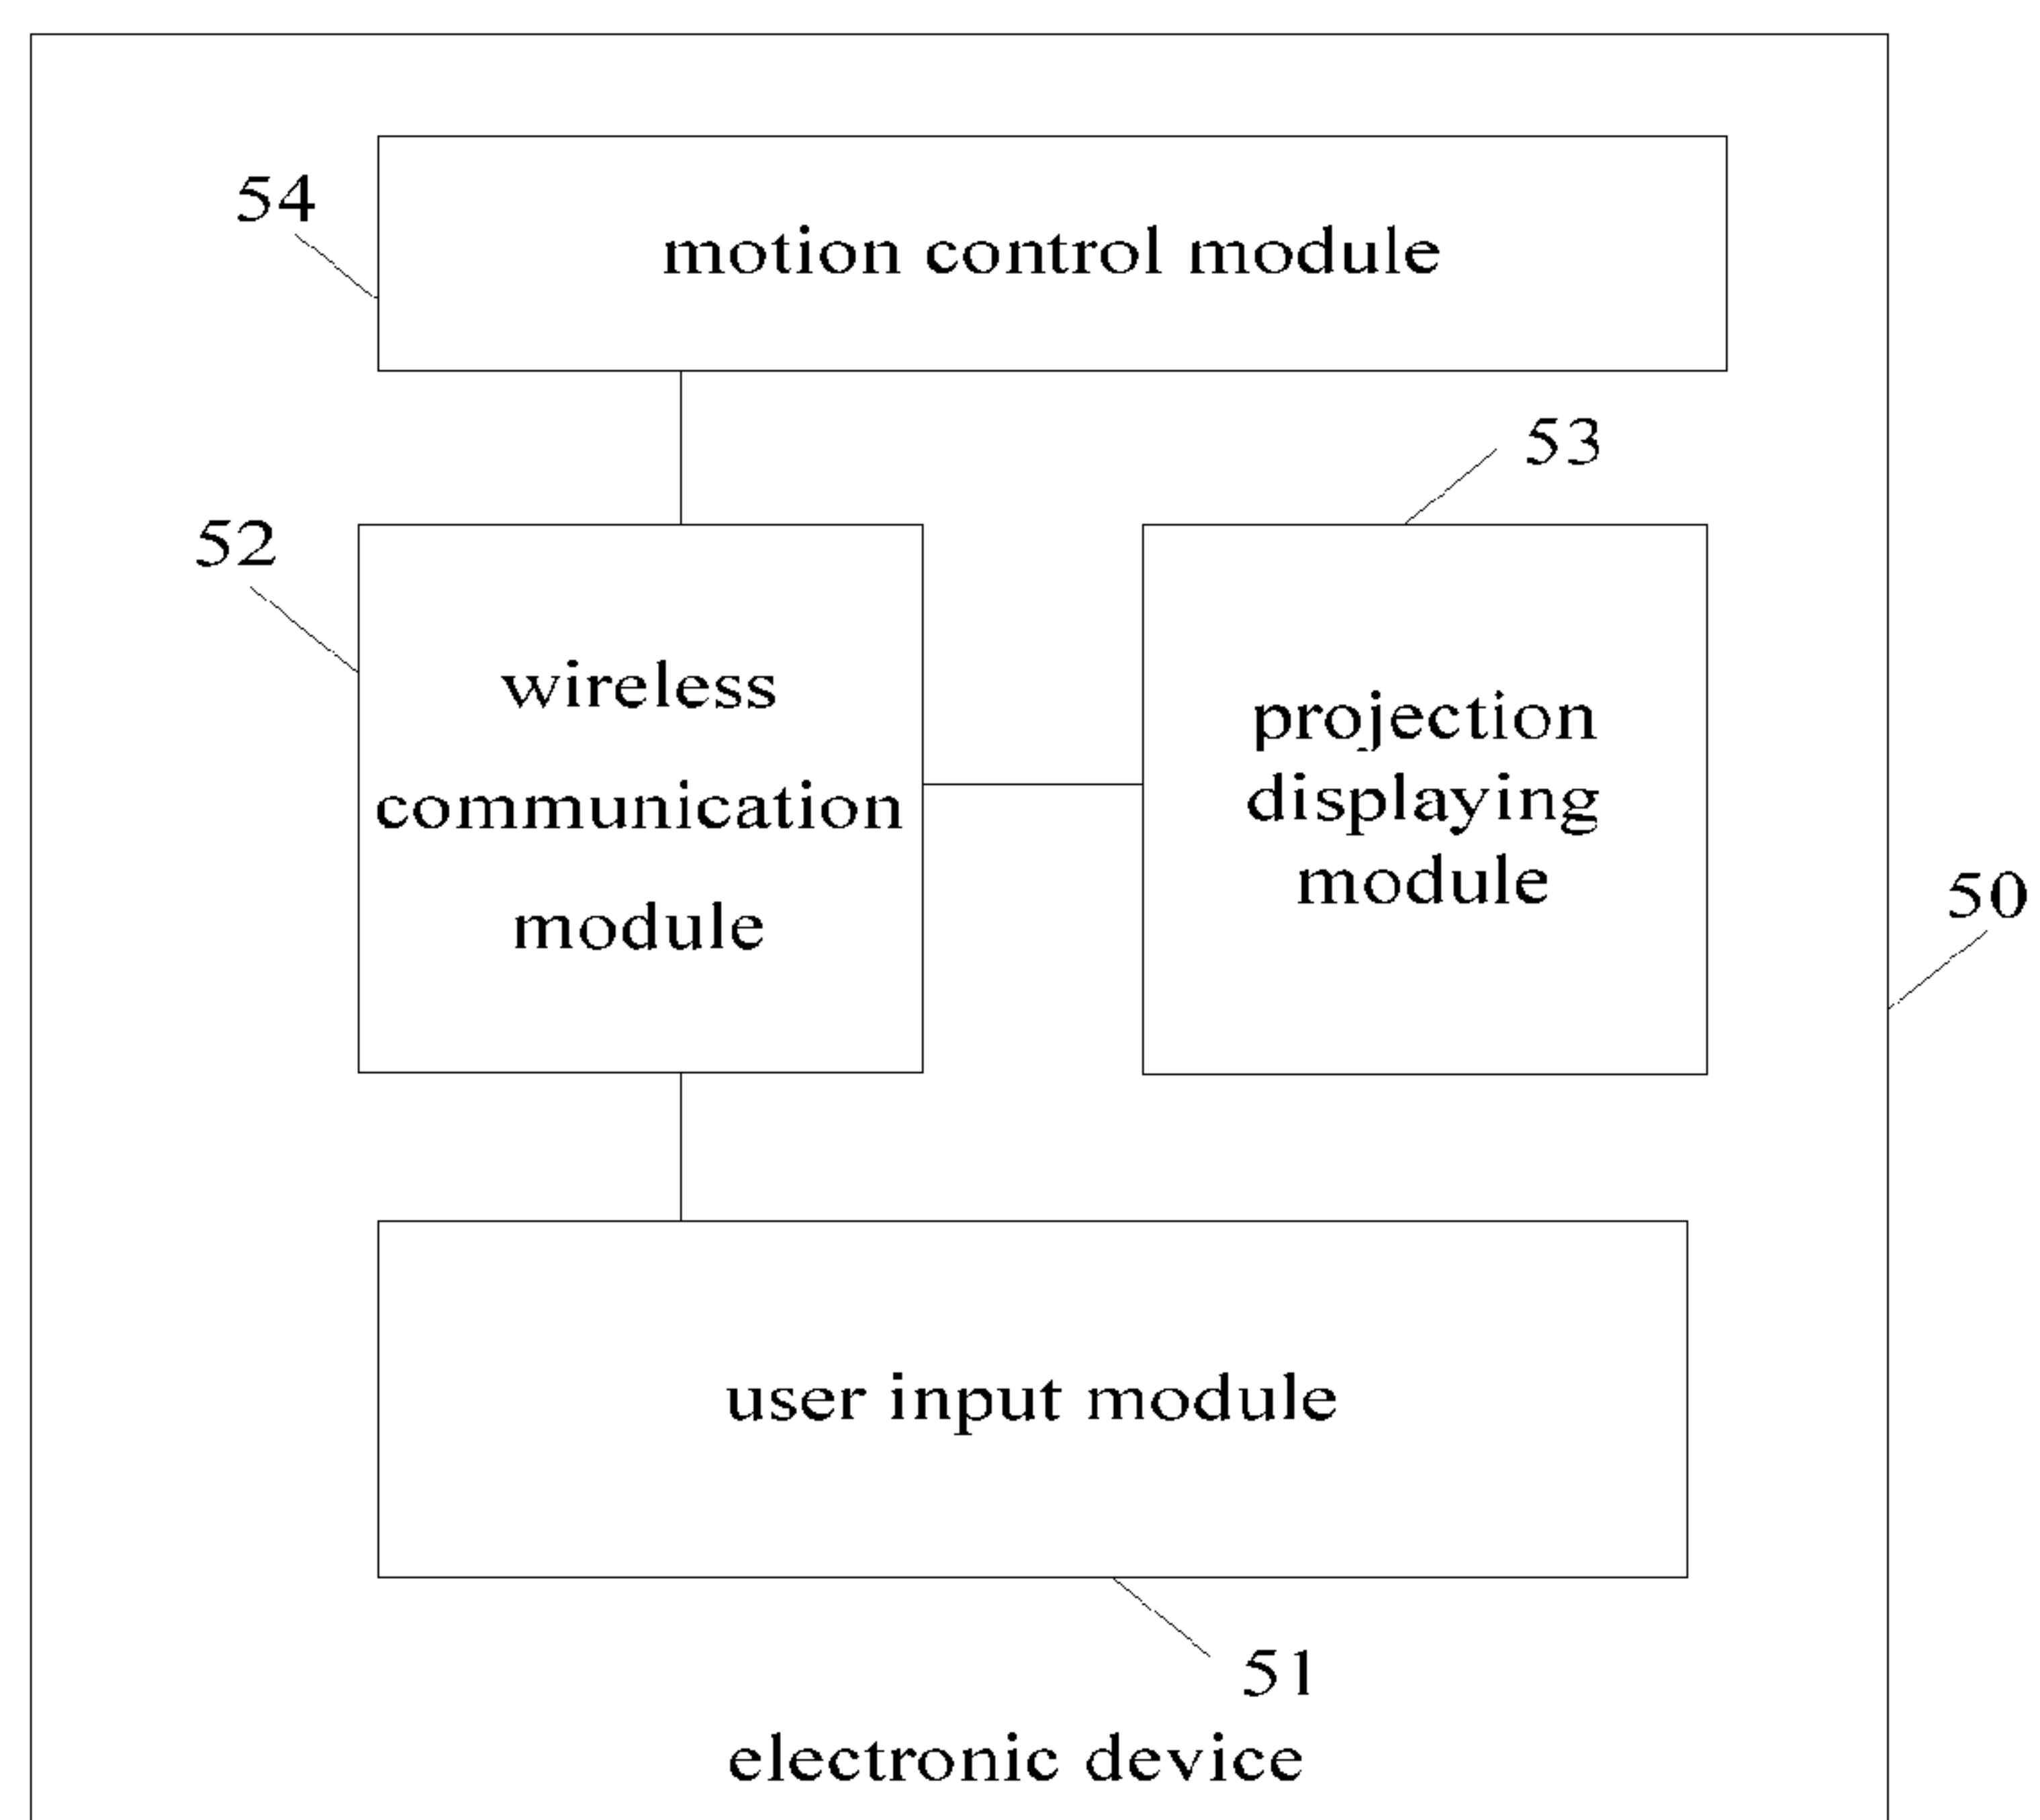 54
motion control module
53
52
wireless
communication
module
projection
displaying
module
50
user input module
51
electronic device